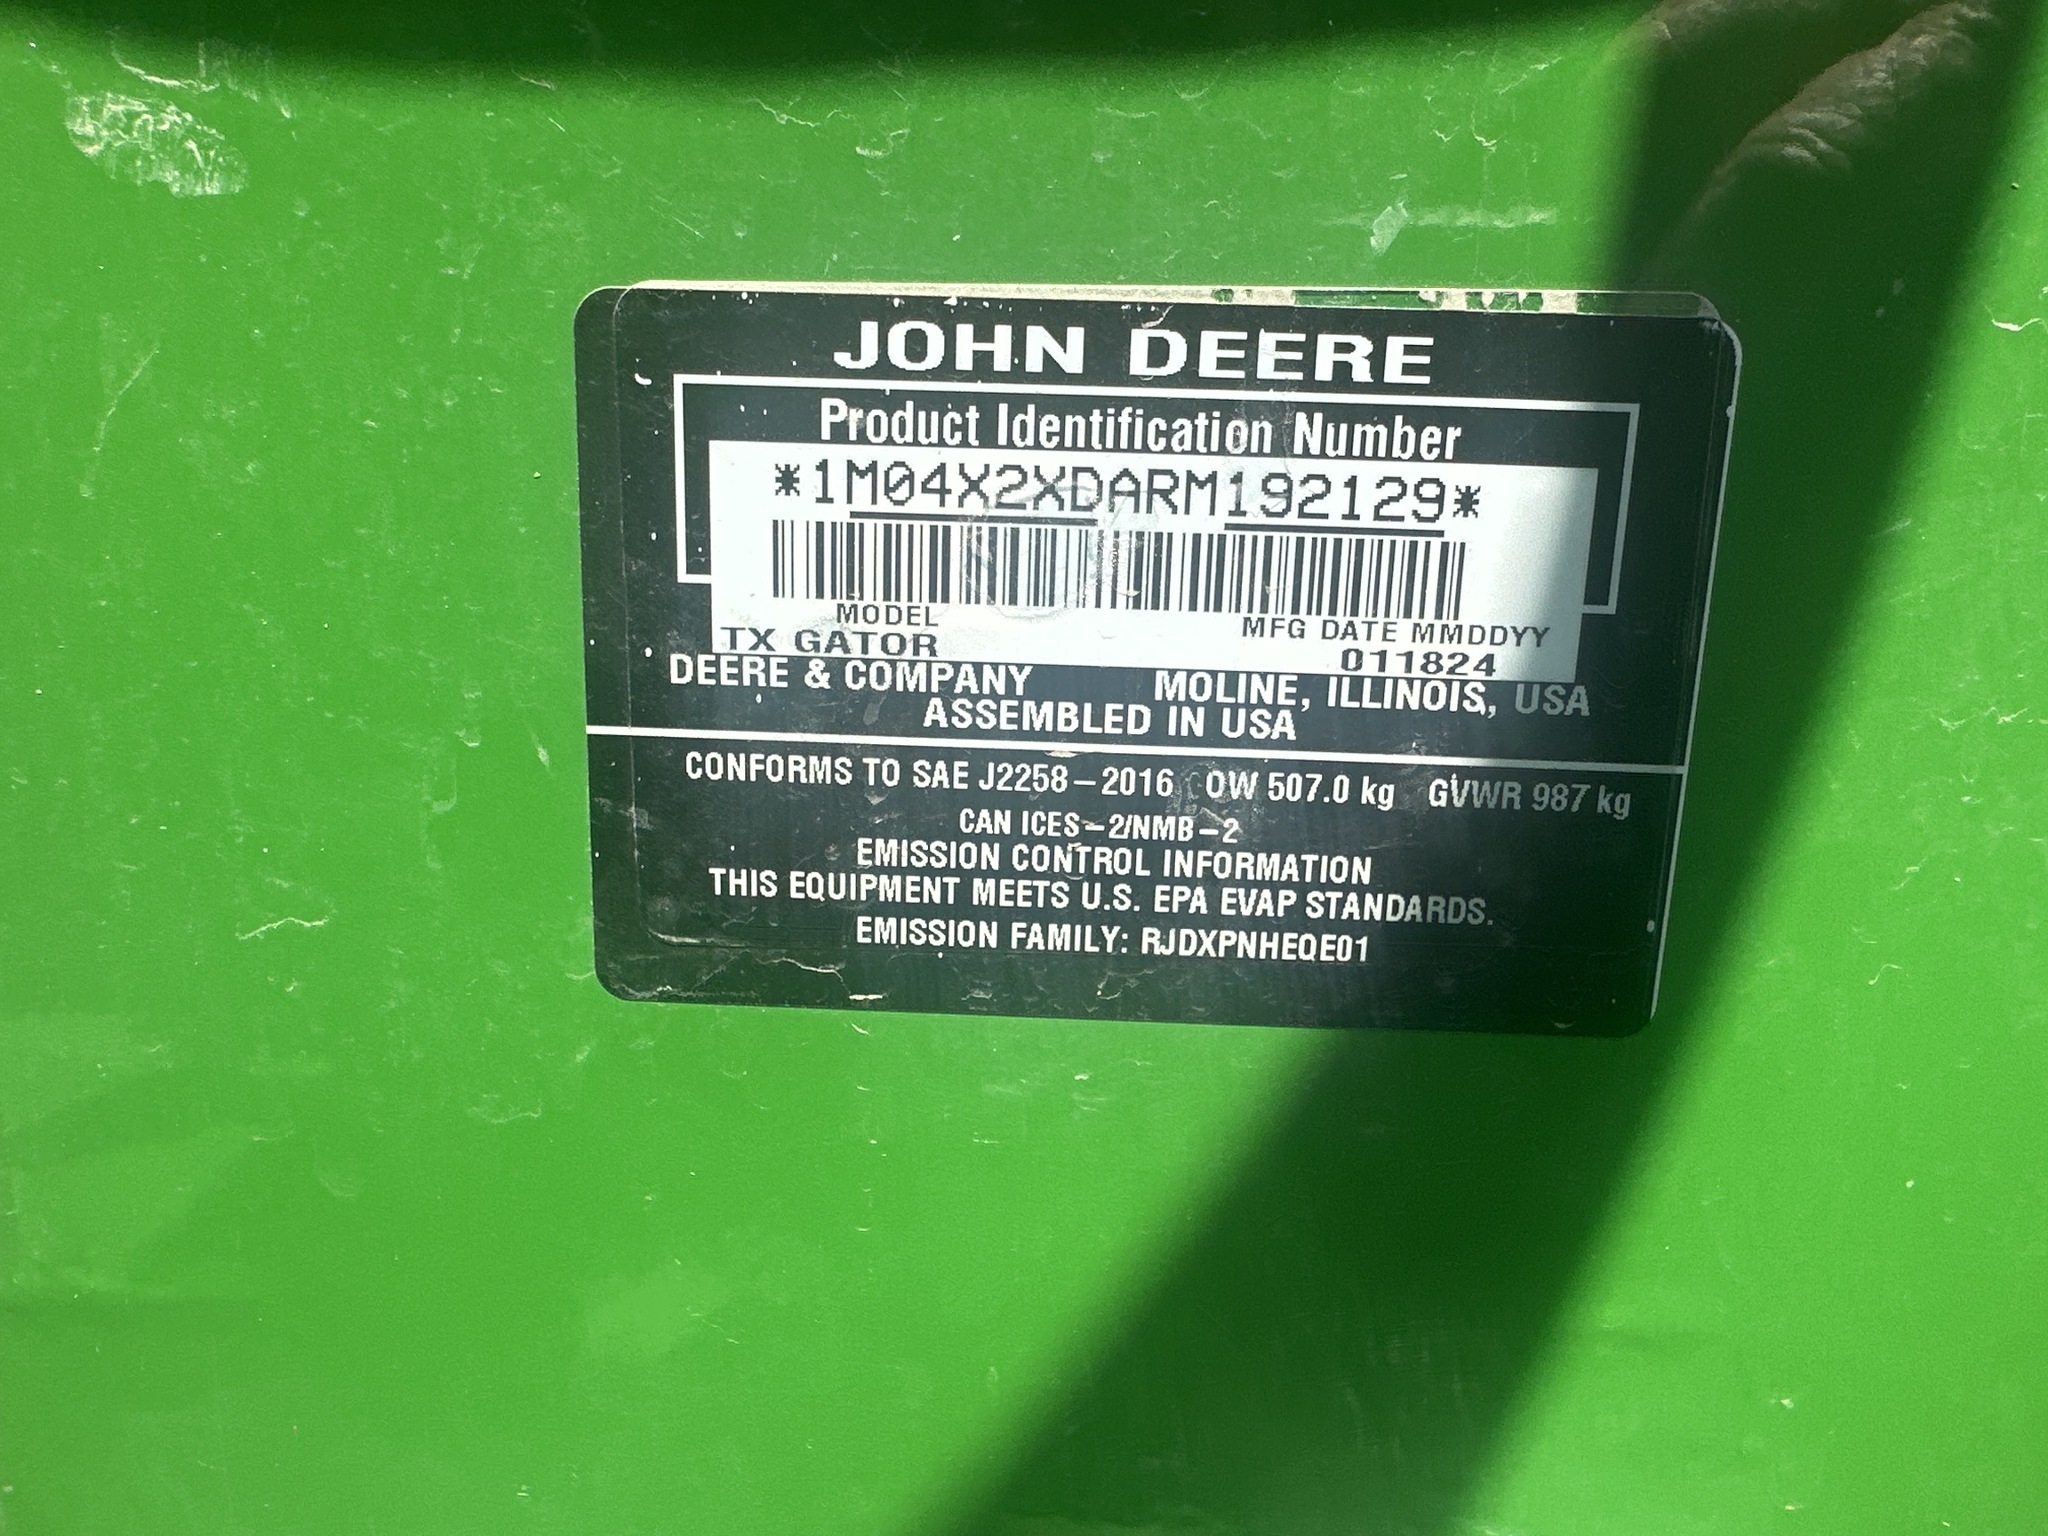 JOHN DEERE
Product Identification Number
*1M04X2XDARM192129*
MODEL MFG DATE MMDDYY
TX GATOR 011824
DEERE & COMPANY MOLINE, ILLINOIS, USA
ASSEMBLED IN USA
CONFORMS TO SAE J2258-2016 OW 507.0 kg GVWR 987 kg
CAN ICES-2/NMB-2
EMISSION CONTROL INFORMATION
THIS EQUIPMENT MEETS U.S. EPA EVAP STANDARDS.
EMISSION FAMILY: RJDXPNHEQE01